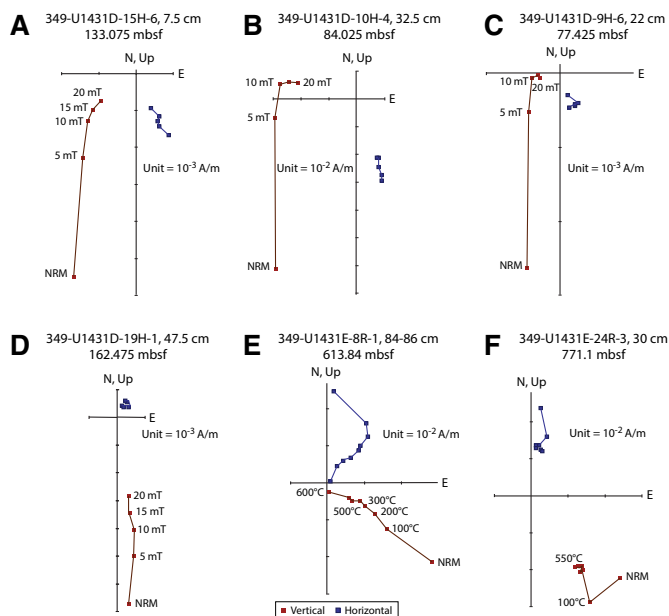 A
349-U1431D-15H-6, 7.5 cm
133.075 mbsf
N, Up
E
20 mT
15 mT
10 mT
5 mT
Unit = 10-3 A/m
NRM
B
349-U1431D-10H-4, 32.5 cm
84.025 mbsf
N, Up
10 mT
20 mT
5 mT
Unit = 10-2 A/m
NRM
C
349-U1431D-9H-6, 22 cm
77.425 mbsf
N, Up
E
10 mT
20 mT
5 mT
Unit = 10-3 A/m
NRM
D
349-U1431D-19H-1, 47.5 cm
162.475 mbsf
N, Up
E
Unit = 10-3 A/m
20 mT
15 mT
10 mT
5 mT
NRM
E
349-U1431E-8R-1, 84-86 cm
613.84 mbsf
N, Up
Unit = 10-2 A/m
E
600°C
300°C
500°C
200°C
100°C
NRM
F
349-U1431E-24R-3, 30 cm
771.1 mbsf
N, Up
Unit = 10-2 A/m
E
550°C
NRM
100°C
Vertical Horizontal